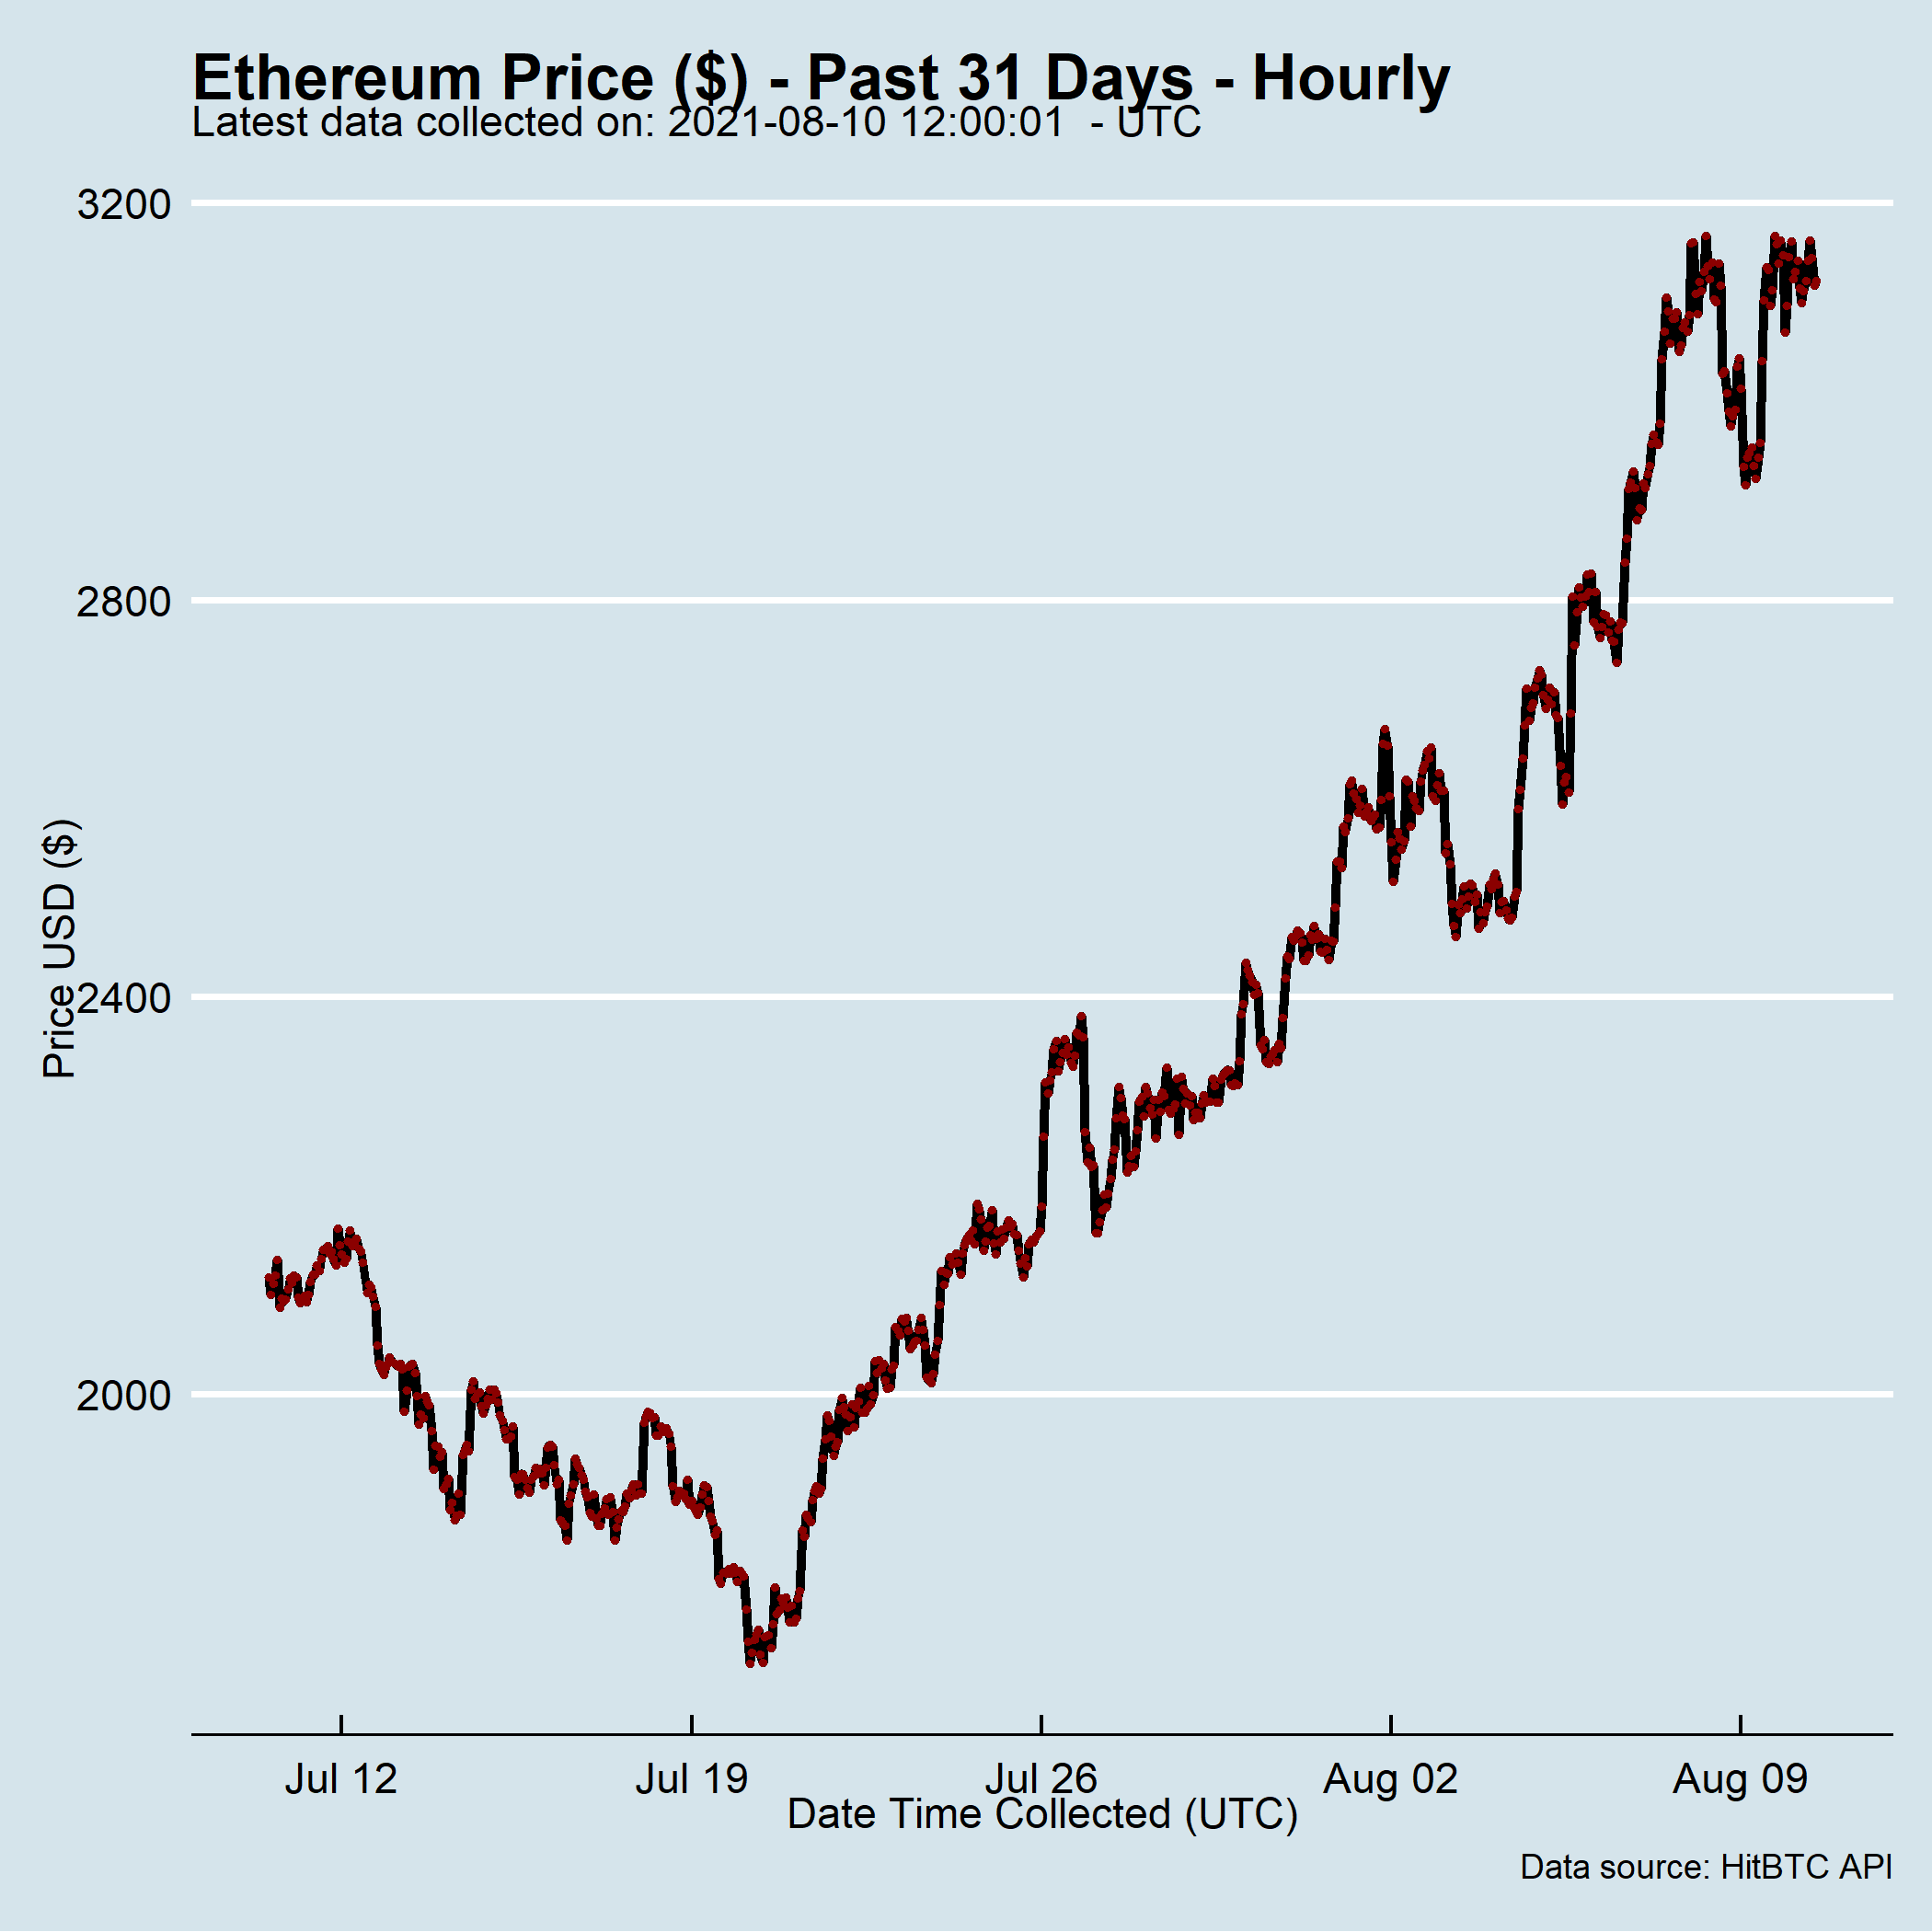 Ethereum Price ($) - Past 31 Days - Hourly
Latest data collected on: 2021-08-10 12:00:01  - UTC
3200
2800
2400
2000
Price USD ($)
Jul 12
Jul 19
Jul 26
Aug 02
Aug 09
Date Time Collected (UTC)
Data source: HitBTC API